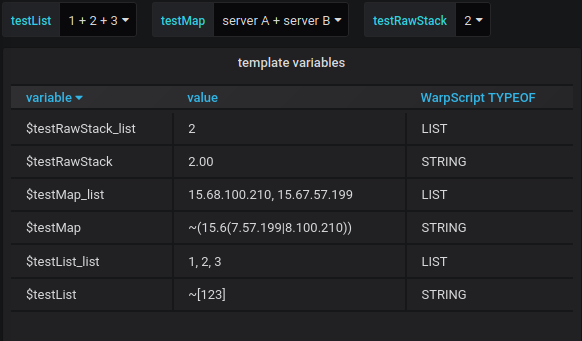 testList 1 + 2 + 3 testMap server A + server B testRawStack 2
template variables
variable value WarpScript TYPEOF
$testRawStack_list 2 LIST
$testRawStack 2.00 STRING
$testMap_list 15.68.100.210, 15.67.57.199 LIST
$testMap ~(15.6(7.57.199|8.100.210)) STRING
$testList_list 1, 2, 3 LIST
$testList ~[123] STRING